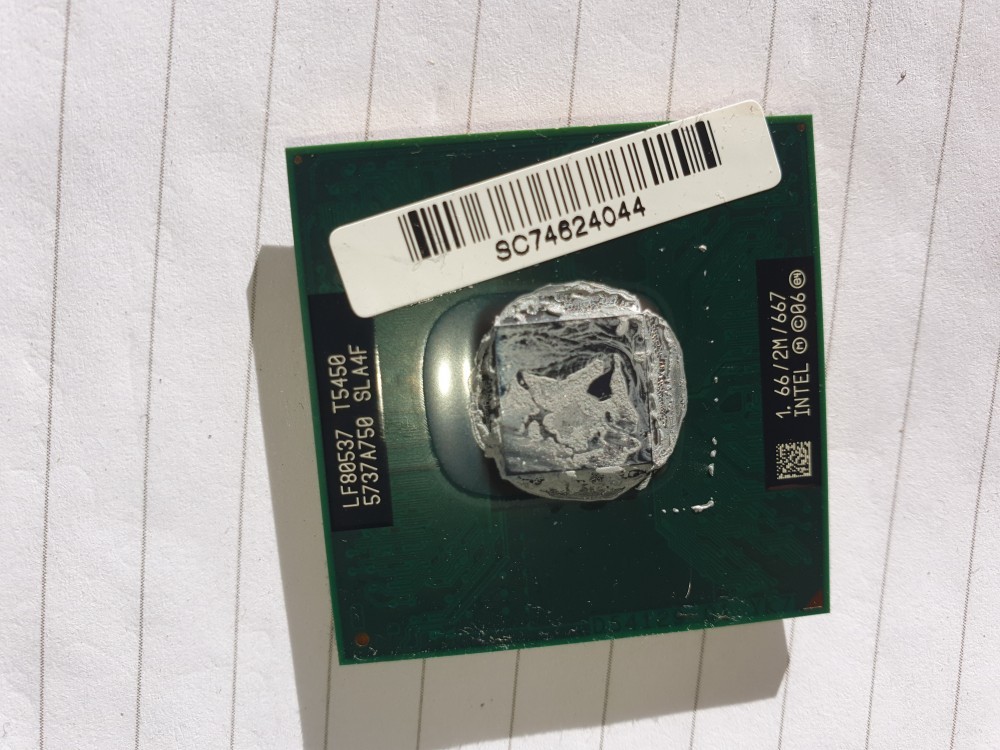 SC74624044
LF80537 T5450
5737A750 SLA4F
1.66/2M/667
INTEL Ⓜ ©06 e4